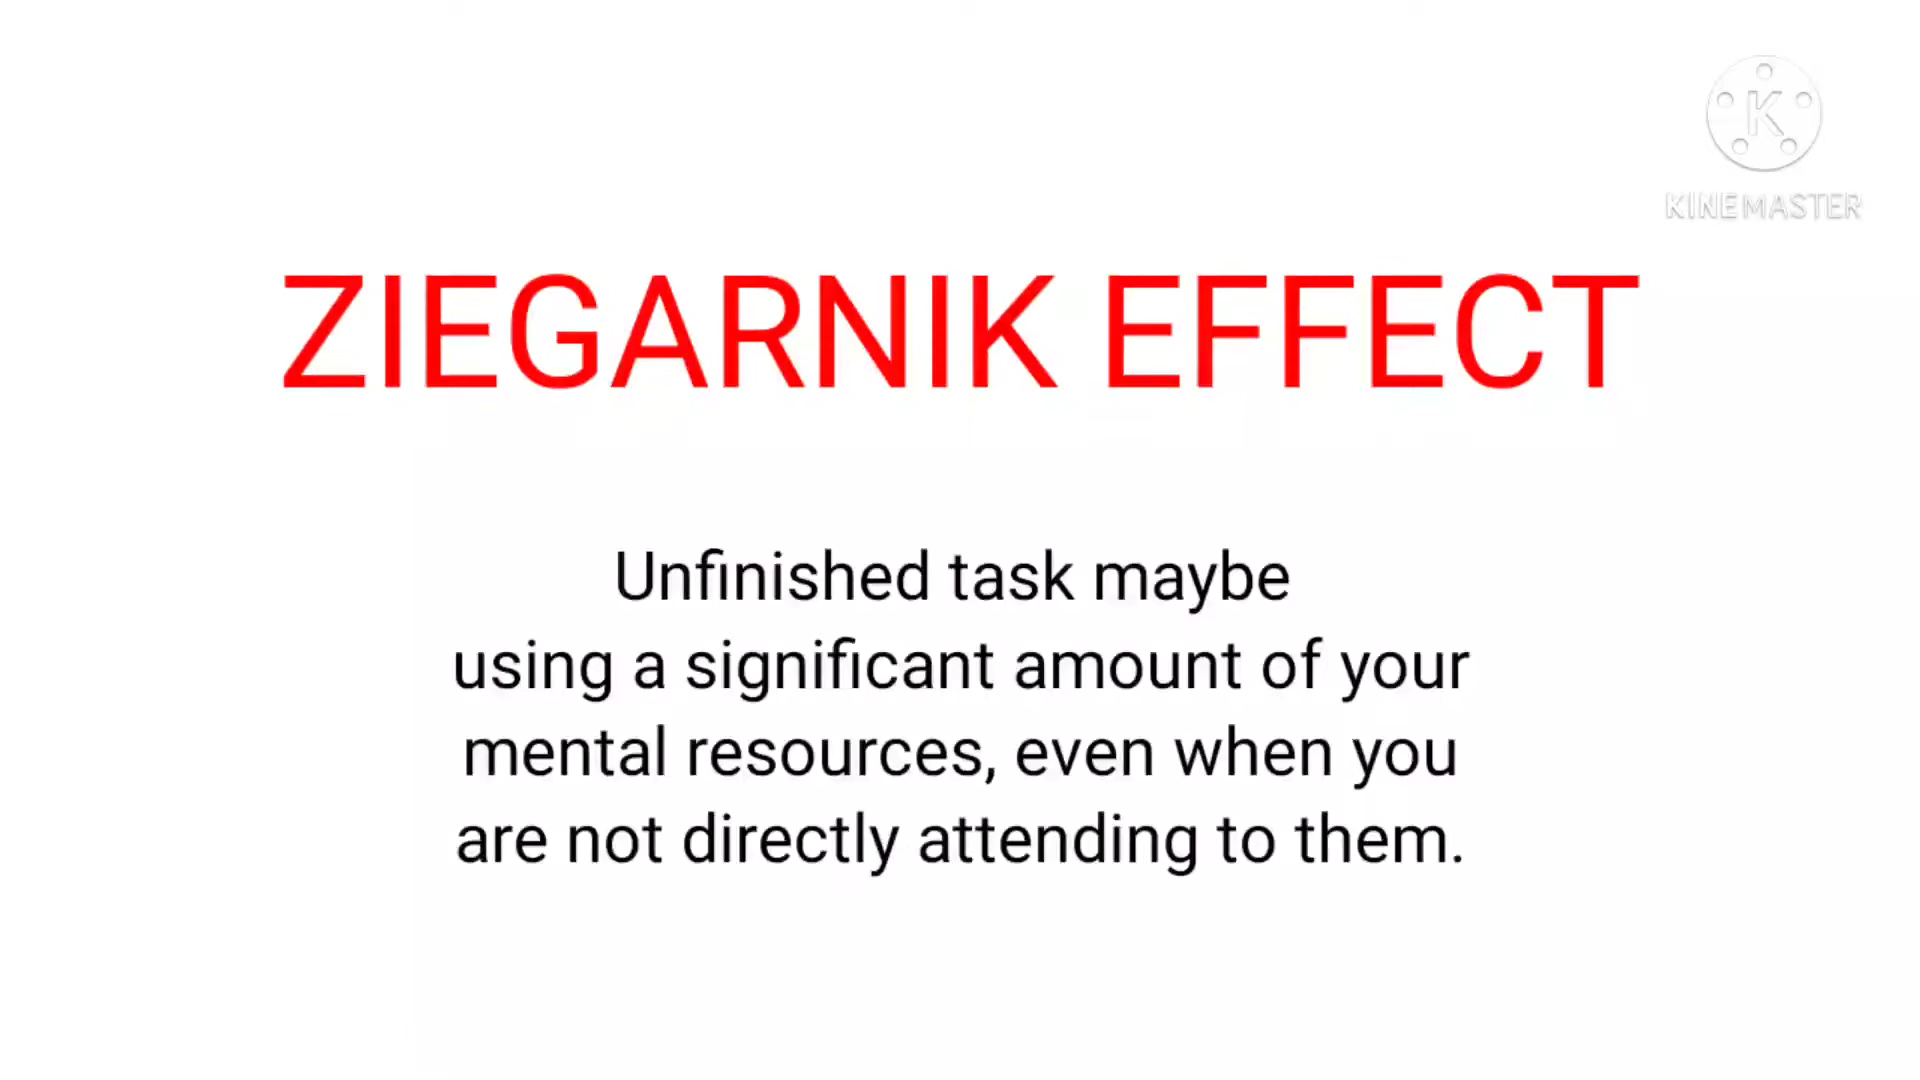 K
KINEMASTER
ZIEGARNIK EFFECT
Unfinished task maybe
using a significant amount of your
mental resources, even when you
are not directly attending to them.